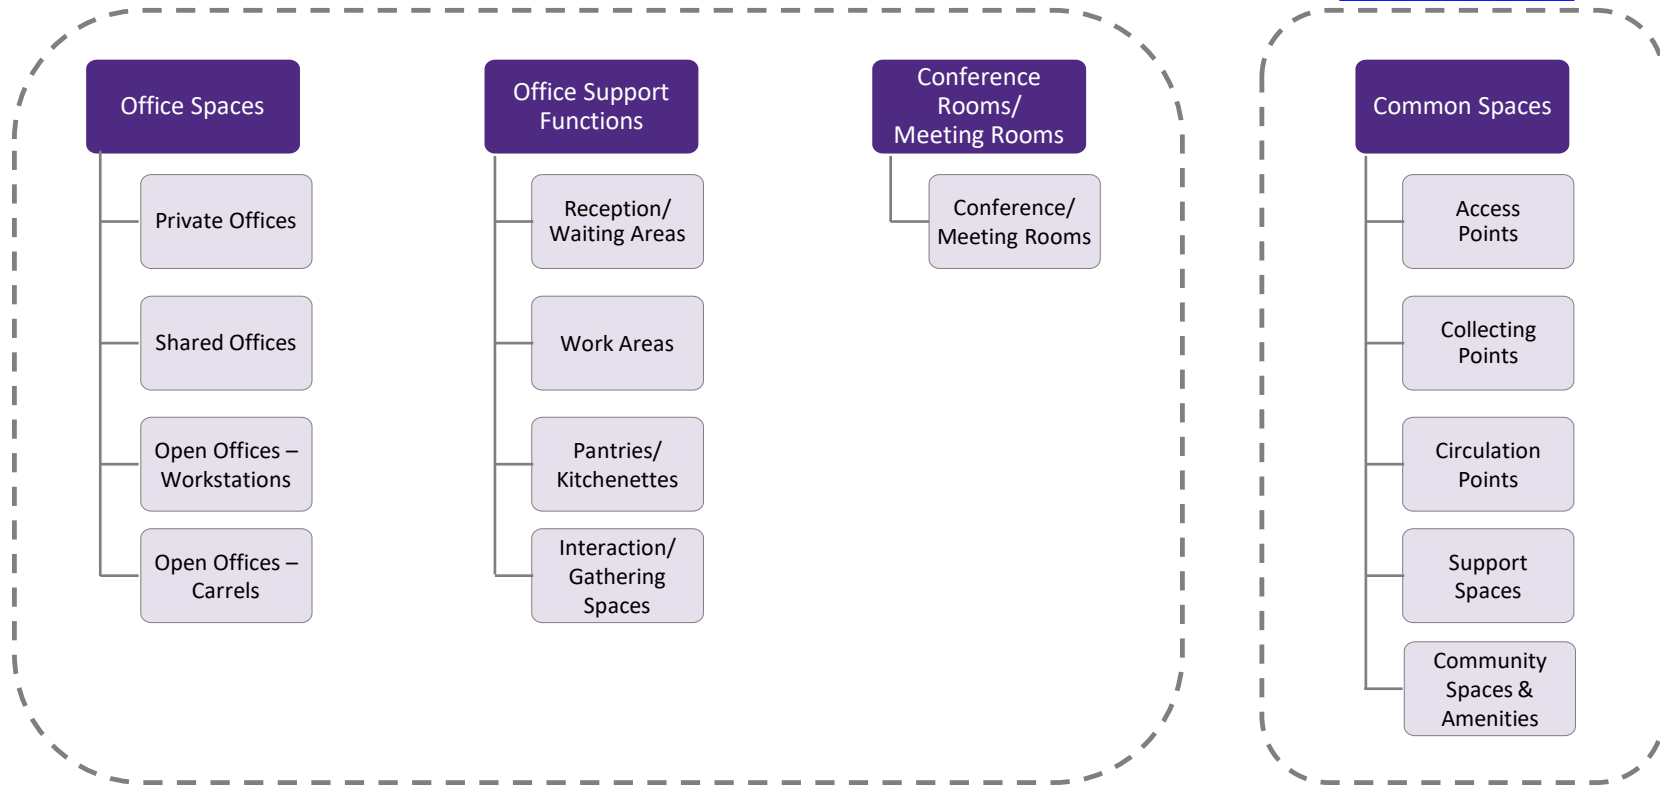 Office Spaces
Private Offices
Shared Offices
Open Offices –
Workstations
Open Offices –
Carrels
Office Support
Functions
Reception/
Waiting Areas
Work Areas
Pantries/
Kitchenettes
Interaction/
Gathering
Spaces
Conference
Rooms/
Meeting Rooms
Conference/
Meeting Rooms
Common Spaces
Access
Points
Collecting
Points
Circulation
Points
Support
Spaces
Community
Spaces &
Amenities